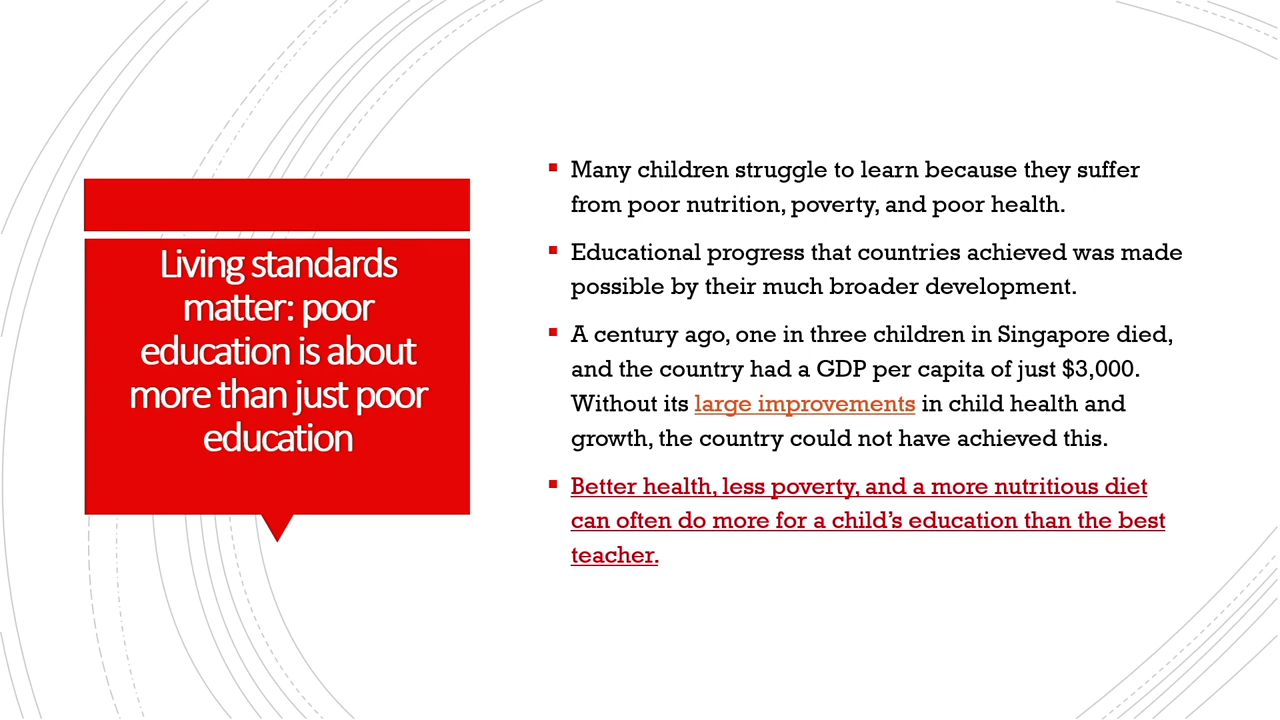 Living standards
matter: poor
education is about
more than just poor
education
Many children struggle to learn because they suffer
from poor nutrition, poverty, and poor health.
Educational progress that countries achieved was made
possible by their much broader development.
A century ago, one in three children in Singapore died,
and the country had a GDP per capita of just $3,000.
Without its large improvements in child health and
growth, the country could not have achieved this.
Better health, less poverty, and a more nutritious diet
can often do more for a child’s education than the best
teacher.